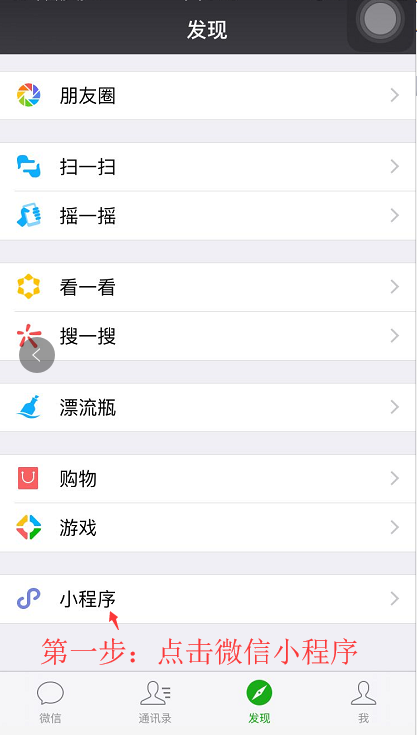 发现
朋友圈
扫一扫
摇一摇
看一看
搜一搜
漂流瓶
购物
游戏
小程序
第一步：点击微信小程序
微信
通讯录
发现
我